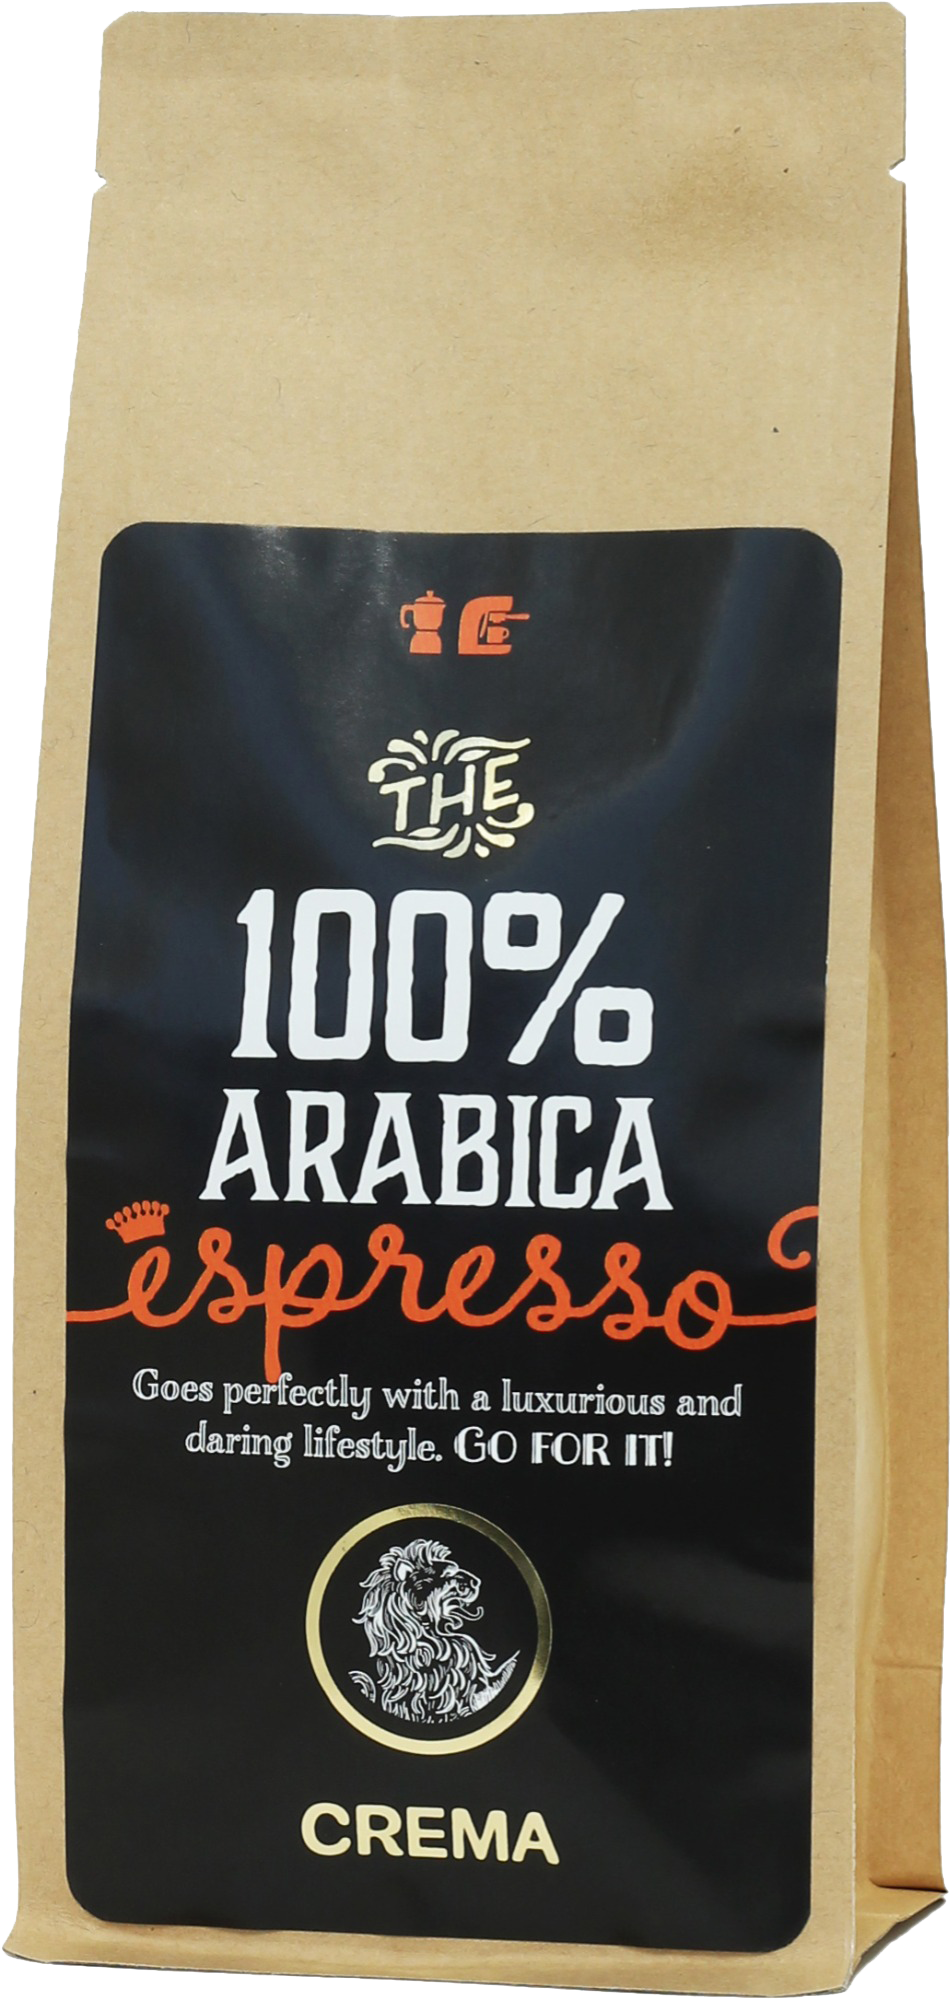 THE
100%
ARABICA
espresso
Goes perfectly with a luxurious and
daring lifestyle. GO FOR IT!
CREMA